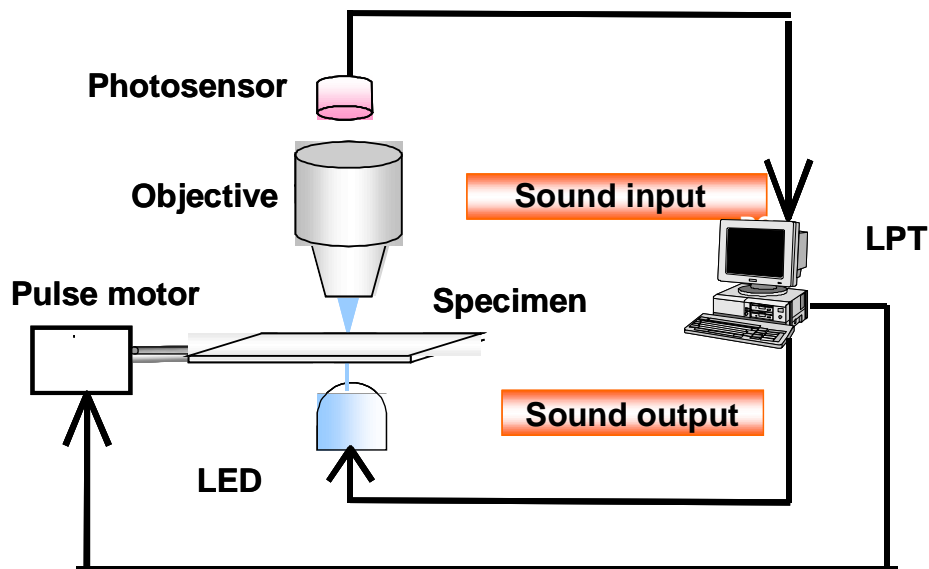 Photosensor
Objective
Sound input
LPT
Pulse motor
Specimen
Sound output
LED